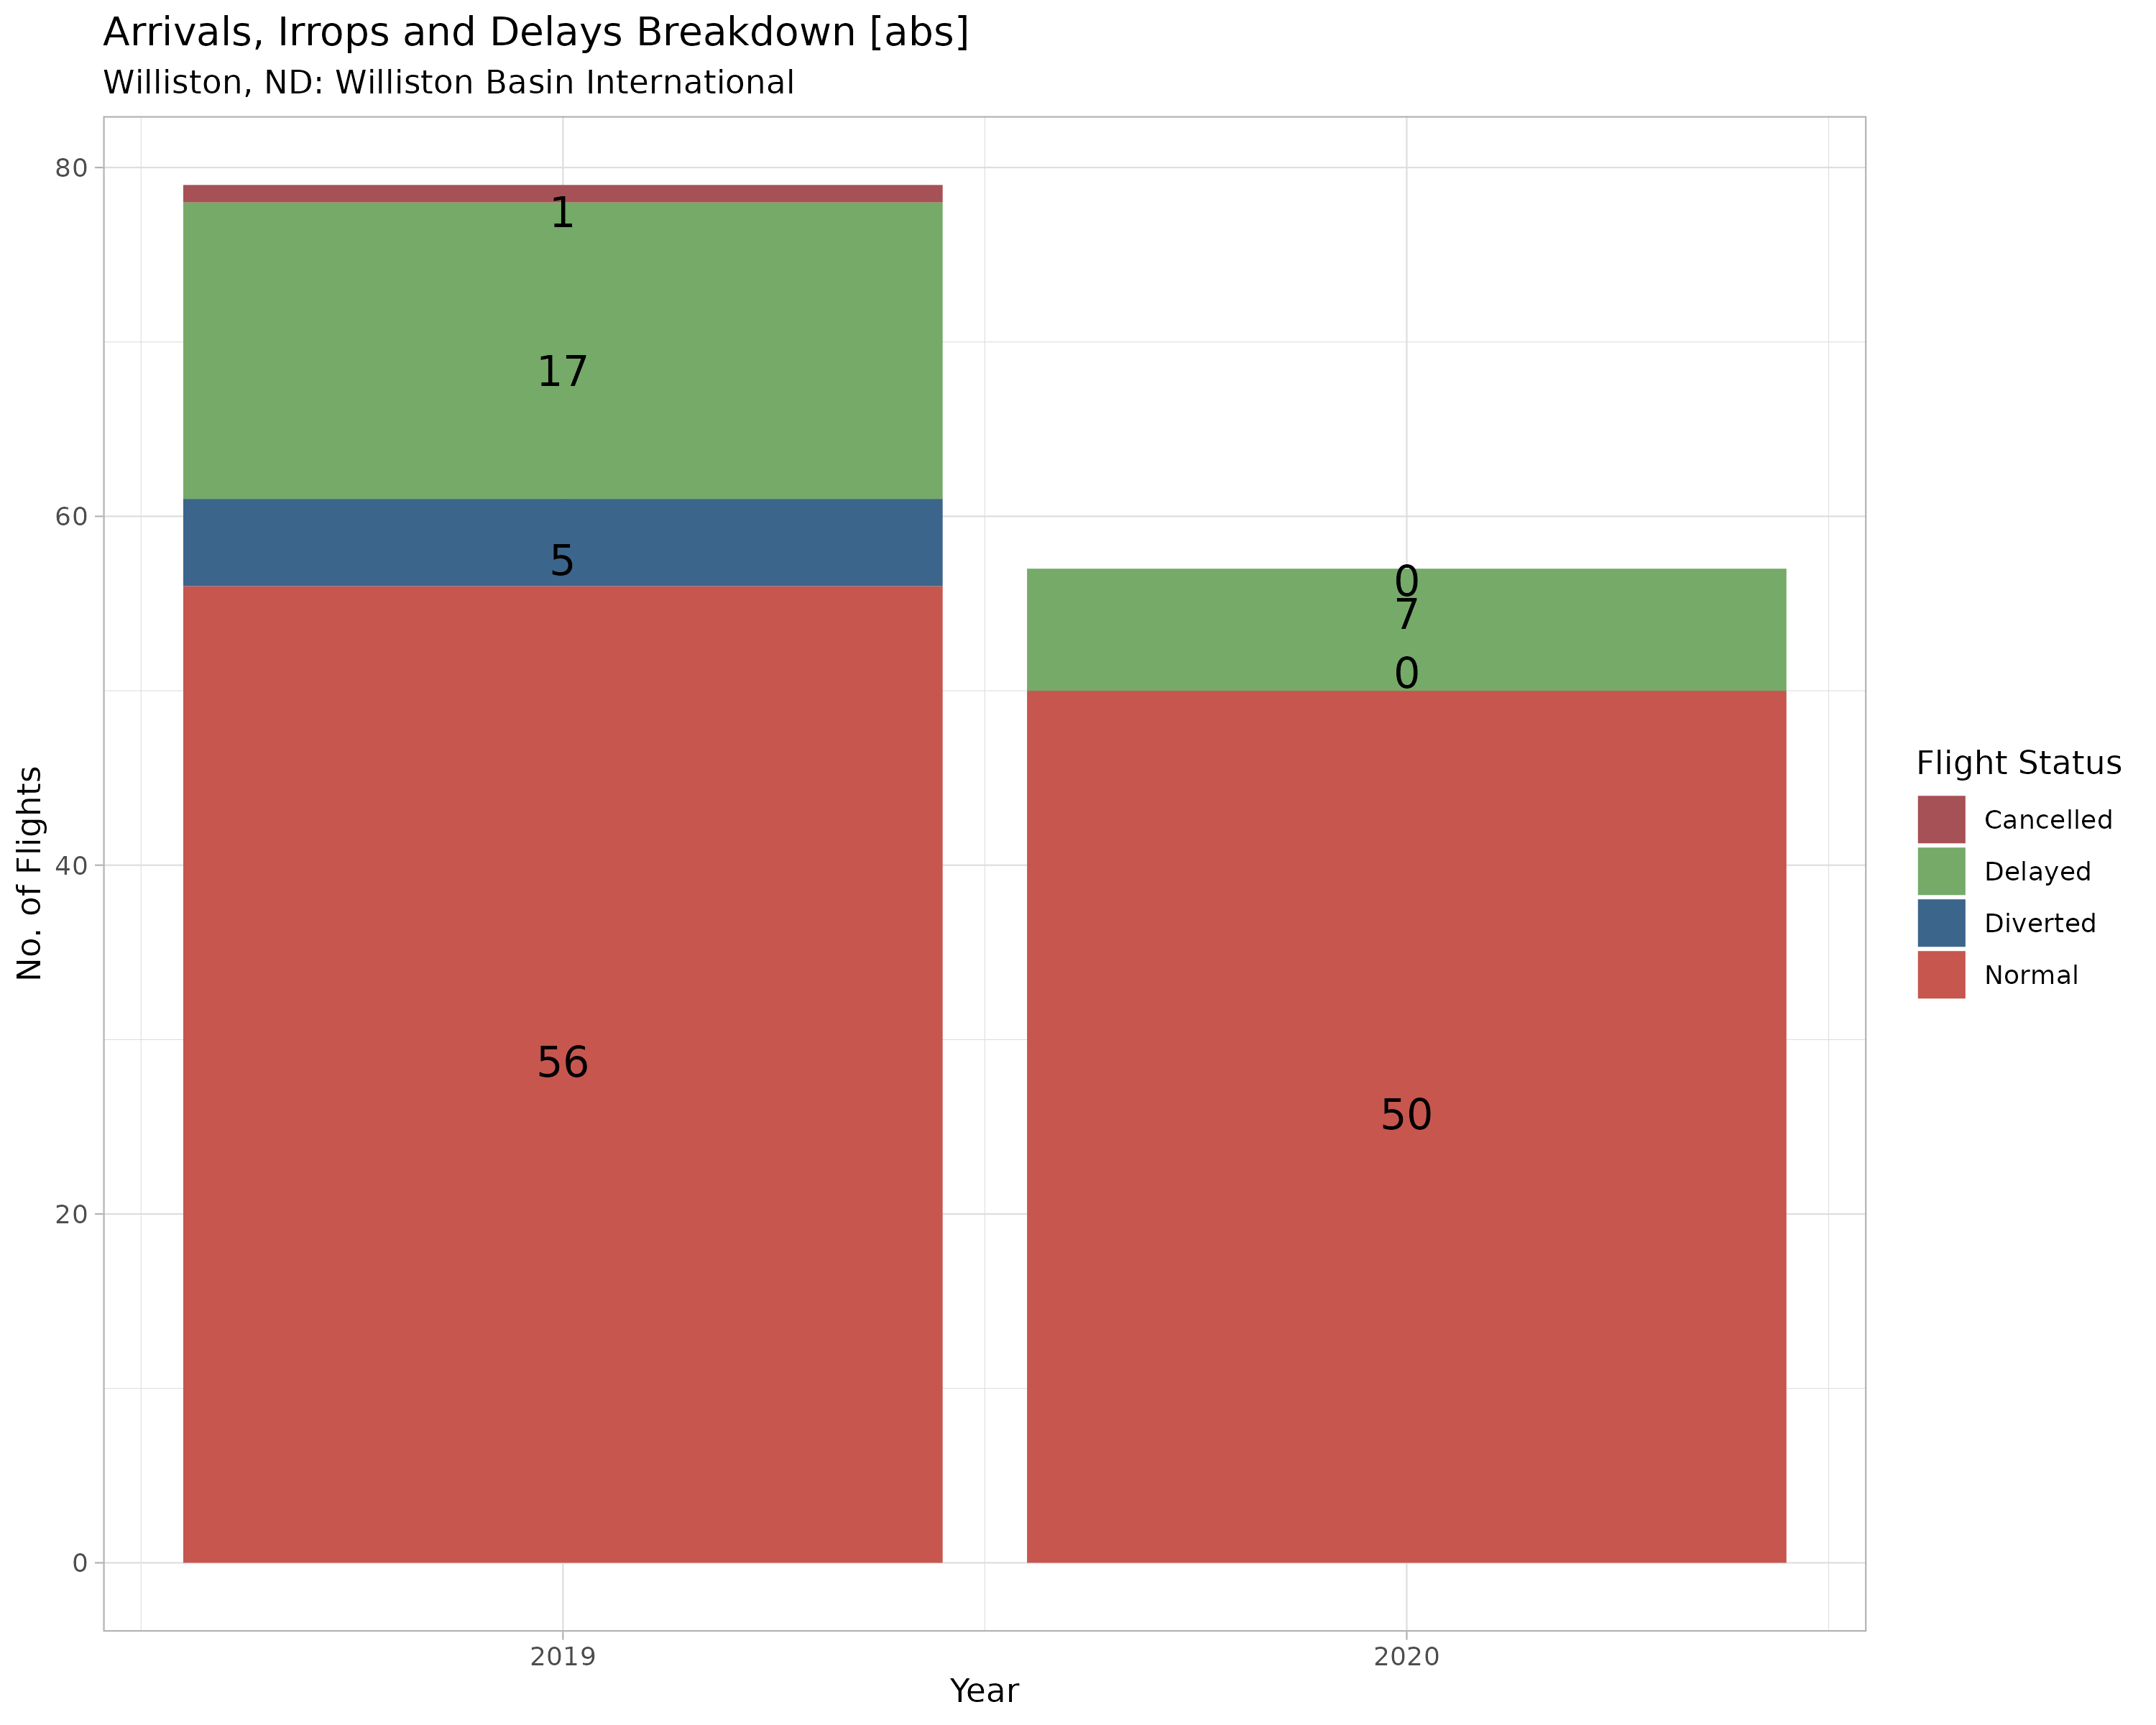 Arrivals, Irrops and Delays Breakdown [abs]
Williston, ND: Williston Basin International
80
60
40
20
0
No. of Flights
1
17
5
56
0
7
0
50
2019
2020
Year
Flight Status
Cancelled
Delayed
Diverted
Normal